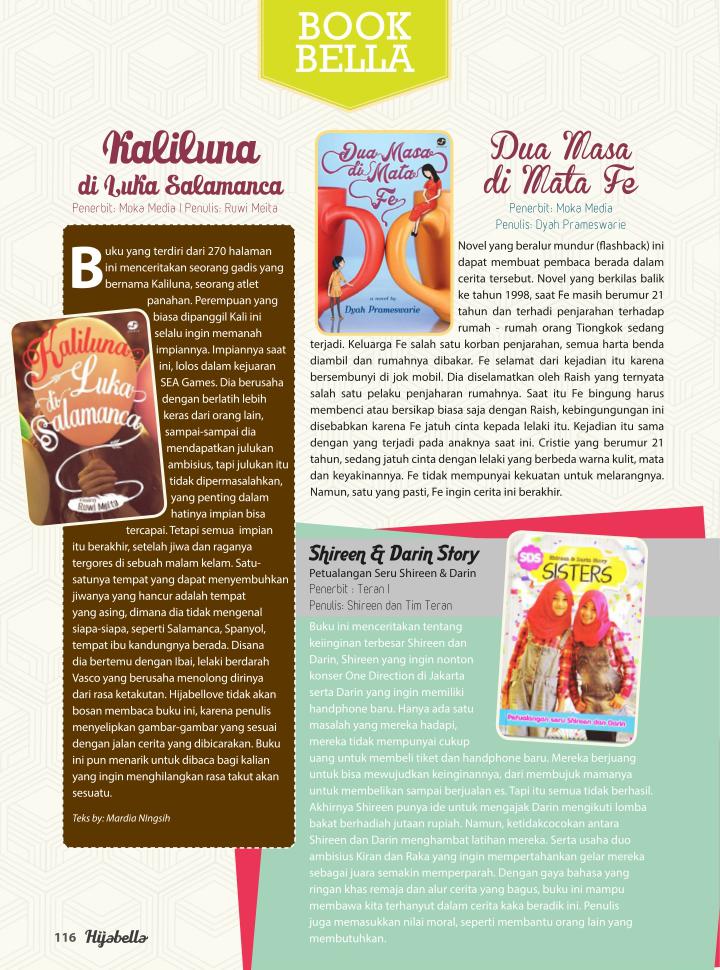 BOOK
BELLA
Kaliluna
di Luka Salamanca
Penerbit: Moka Media | Penulis: Ruwi Meita
Buku yang terdiri dari 270 halaman
ini menceritakan seorang gadis yang
bernama Kaliluna, seorang atlet
panahan. Perempuan yang
biasa dipanggil Kali ini
selalu ingin memanah
impiannya. Impiannya saat
ini, lolos dalam kejuaran
SEA Games. Dia berusaha
dengan berlatih lebih
keras dari orang lain,
sampai-sampai dia
mendapatkan julukan
ambisius, tapi julukan itu
tidak dipermasalahkan,
yang penting dalam
hatinya impian bisa
tercapai. Tetapi semua impian
itu berakhir, setelah jiwa dan raganya
tergores di sebuah malam kelam. Satu-
satunya tempat yang dapat menyembuhkan
jiwanya yang hancur adalah tempat
yang asing, dimana dia tidak mengenal
siapa-siapa, seperti Salamanca, Spanyol,
tempat ibu kandungnya berada. Disana
dia bertemu dengan Ibai, lelaki berdarah
Vasco yang berusaha menolong dirinya
dari rasa ketakutan. Hijabellove tidak akan
bosan membaca buku ini, karena penulis
menyelipkan gambar-gambar yang sesuai
dengan jalan cerita yang dibicarakan. Buku
ini pun menarik untuk dibaca bagi kalian
yang ingin menghilangkan rasa takut akan
sesuatu.
Teks by: Mardia NIngsih
Kaliluna
di Luka
Salamanca
Ruwi Meita
Dua Masa
di Mata
Fe
a novel by
Dyah Prameswarie
Dua Masa
di Mata Fe
Penerbit: Moka Media
Penulis: Dyah Prameswarie
Novel yang beralur mundur (flashback) ini
dapat membuat pembaca berada dalam
cerita tersebut. Novel yang berkilas balik
ke tahun 1998, saat Fe masih berumur 21
tahun dan terhadi penjarahan terhadap
rumah - rumah orang Tiongkok sedang
terjadi. Keluarga Fe salah satu korban penjarahan, semua harta benda
diambil dan rumahnya dibakar. Fe selamat dari kejadian itu karena
bersembunyi di jok mobil. Dia diselamatkan oleh Raish yang ternyata
salah satu pelaku penjaharan rumahnya. Saat itu Fe bingung harus
membenci atau bersikap biasa saja dengan Raish, kebingungungan ini
disebabkan karena Fe jatuh cinta kepada lelaki itu. Kejadian itu sama
dengan yang terjadi pada anaknya saat ini. Cristie yang berumur 21
tahun, sedang jatuh cinta dengan lelaki yang berbeda warna kulit, mata
dan keyakinannya. Fe tidak mempunyai kekuatan untuk melarangnya.
Namun, satu yang pasti, Fe ingin cerita ini berakhir.
Shireen & Darin Story
Petualangan Seru Shireen & Darin
Penerbit : Teran |
Penulis: Shireen dan Tim Teran
SDS
Shireen & Darin Story
SISTERS
Petualangan seru Shireen dan Darin
Buku ini menceritakan tentang
keiinginan terbesar Shireen dan
Darin, Shireen yang ingin nonton
konser One Direction di Jakarta
serta Darin yang ingin memiliki
handphone baru. Hanya ada satu
masalah yang mereka hadapi,
mereka tidak mempunyai cukup
uang untuk membeli tiket dan handphone baru. Mereka berjuang
untuk bisa mewujudkan keinginannya, dari membujuk mamanya
untuk membelikan sampai berjualan es. Tapi itu semua tidak berhasil.
Akhirnya Shireen punya ide untuk mengajak Darin mengikuti lomba
bakat berhadiah jutaan rupiah. Namun, ketidakcocokan antara
Shireen dan Darin menghambat latihan mereka. Serta usaha duo
ambisius Kiran dan Raka yang ingin mempertahankan gelar mereka
sebagai juara semakin memperparah. Dengan gaya bahasa yang
ringan khas remaja dan alur cerita yang bagus, buku ini mampu
membawa kita terhanyut dalam cerita kaka beradik ini. Penulis
juga memasukkan nilai moral, seperti membantu orang lain yang
membutuhkan.
116 Hijabella